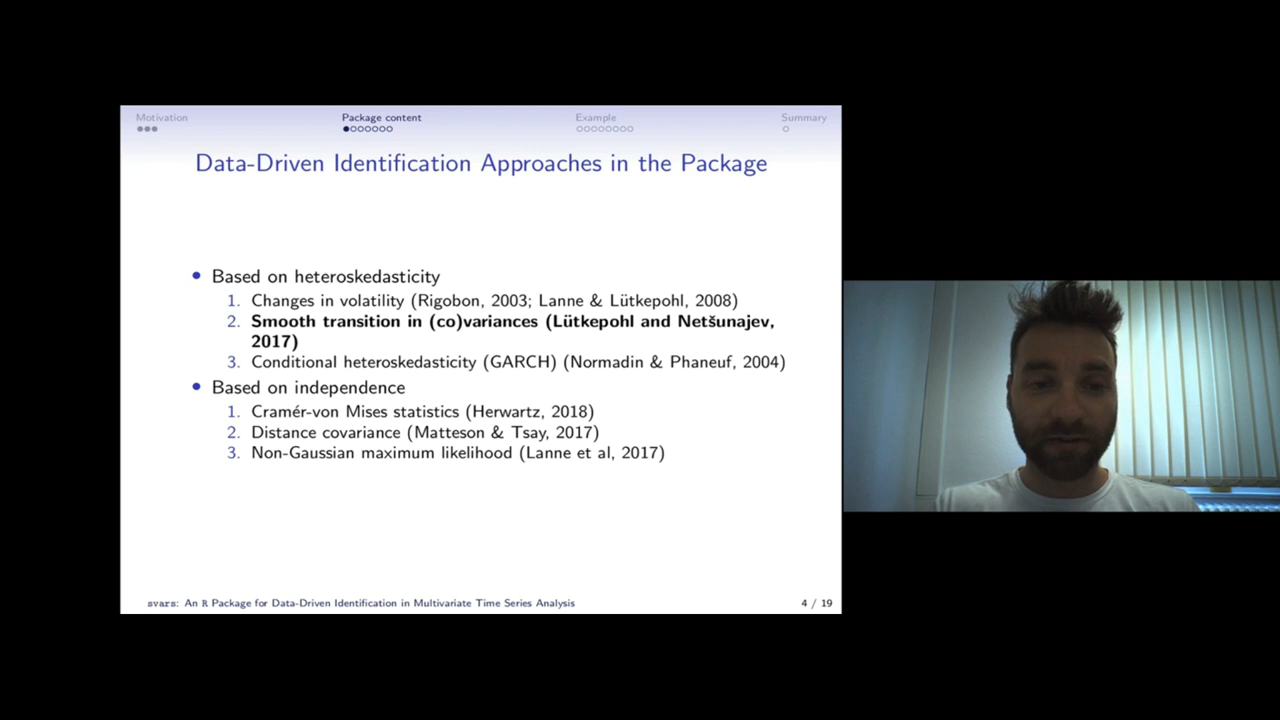 Motivation
Package content
Example
Summary
Data-Driven Identification Approaches in the Package
• Based on heteroskedasticity
1. Changes in volatility (Rigobon, 2003; Lanne & Lütkepohl, 2008)
2. Smooth transition in (co)variances (Lütkepohl and Netšunajev,
2017)
3. Conditional heteroskedasticity (GARCH) (Normadin & Phaneuf, 2004)
• Based on independence
1. Cramér-von Mises statistics (Herwartz, 2018)
2. Distance covariance (Matteson & Tsay, 2017)
3. Non-Gaussian maximum likelihood (Lanne et al, 2017)
svars: An R Package for Data-Driven Identification in Multivariate Time Series Analysis
4 / 19